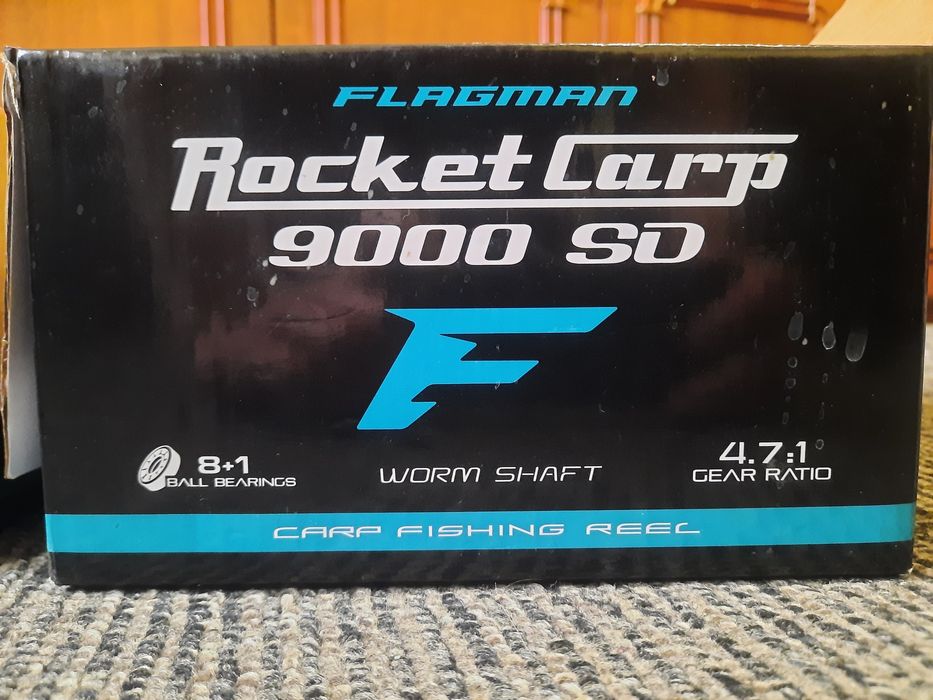 FLAGMAN
Rocket Carp
9000 SD
F
8+1
BALL BEARINGS
WORM SHAFT
4.7:1
GEAR RATIO
CARP FISHING REEL